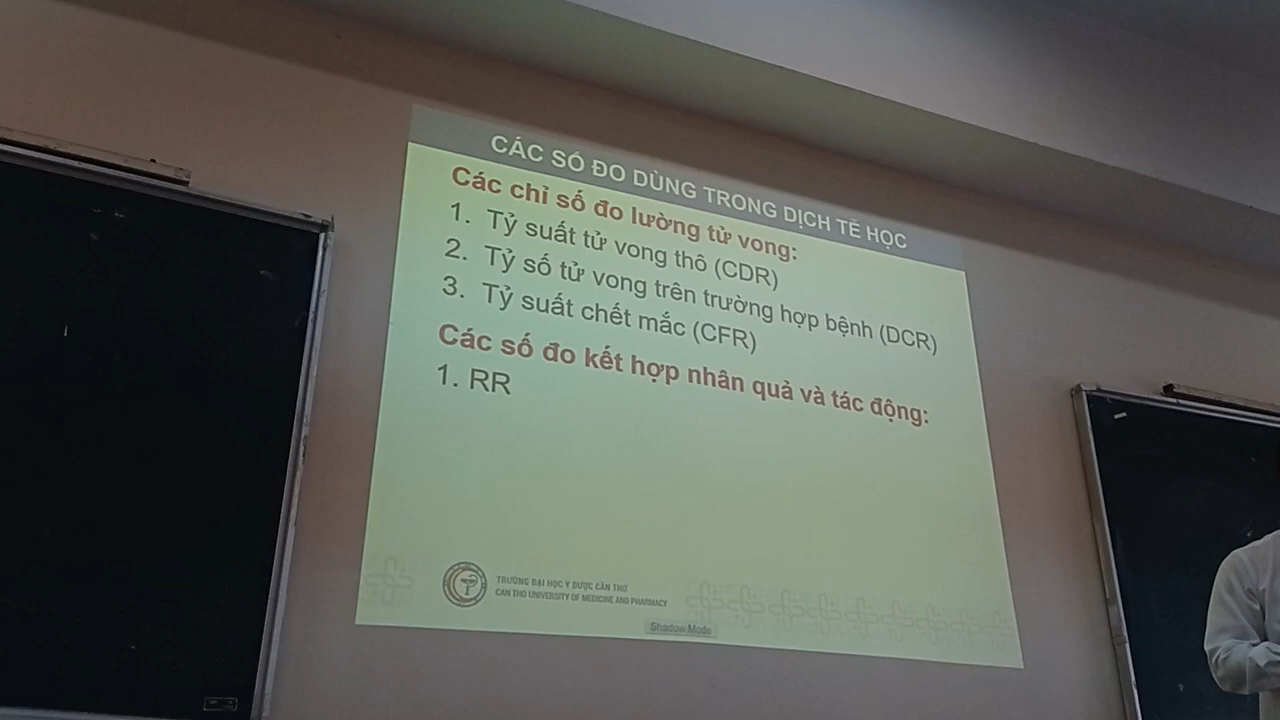 CÁC SỐ ĐO DÙNG TRONG DỊCH TỄ HỌC
Các chỉ số đo lường tử vong:
1. Tỷ suất tử vong thô (CDR)
2. Tỷ số tử vong trên trường hợp bệnh (DCR)
3. Tỷ suất chết mắc (CFR)
Các số đo kết hợp nhân quả và tác động:
1. RR
TRƯỜNG ĐẠI HỌC Y DƯỢC CẦN THƠ
CAN THO UNIVERSITY OF MEDICINE AND PHARMACY
Shadow Mode